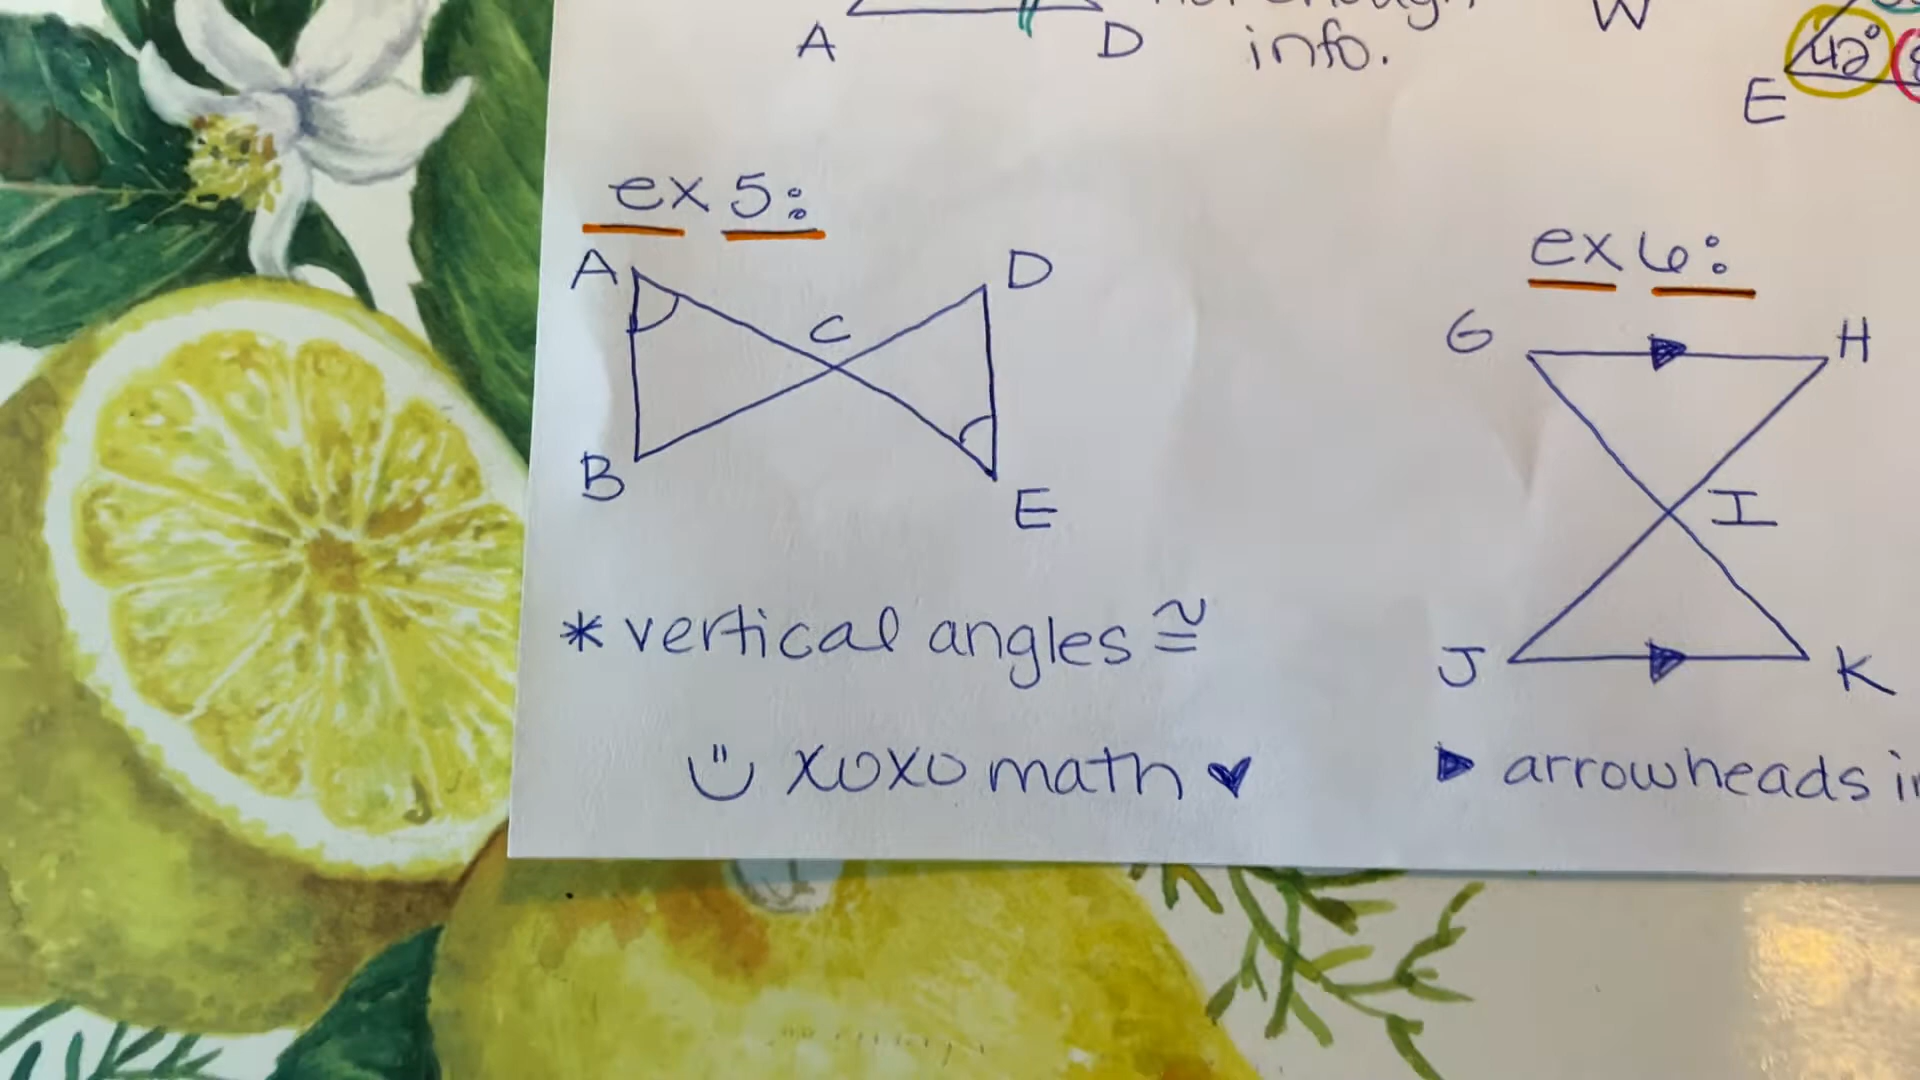 A D info.
W
E 42°
ex 5:
A D
C
B E
* vertical angles ≅
xoxo math ♥
ex 6:
G H
I
J K
▶ arrowheads